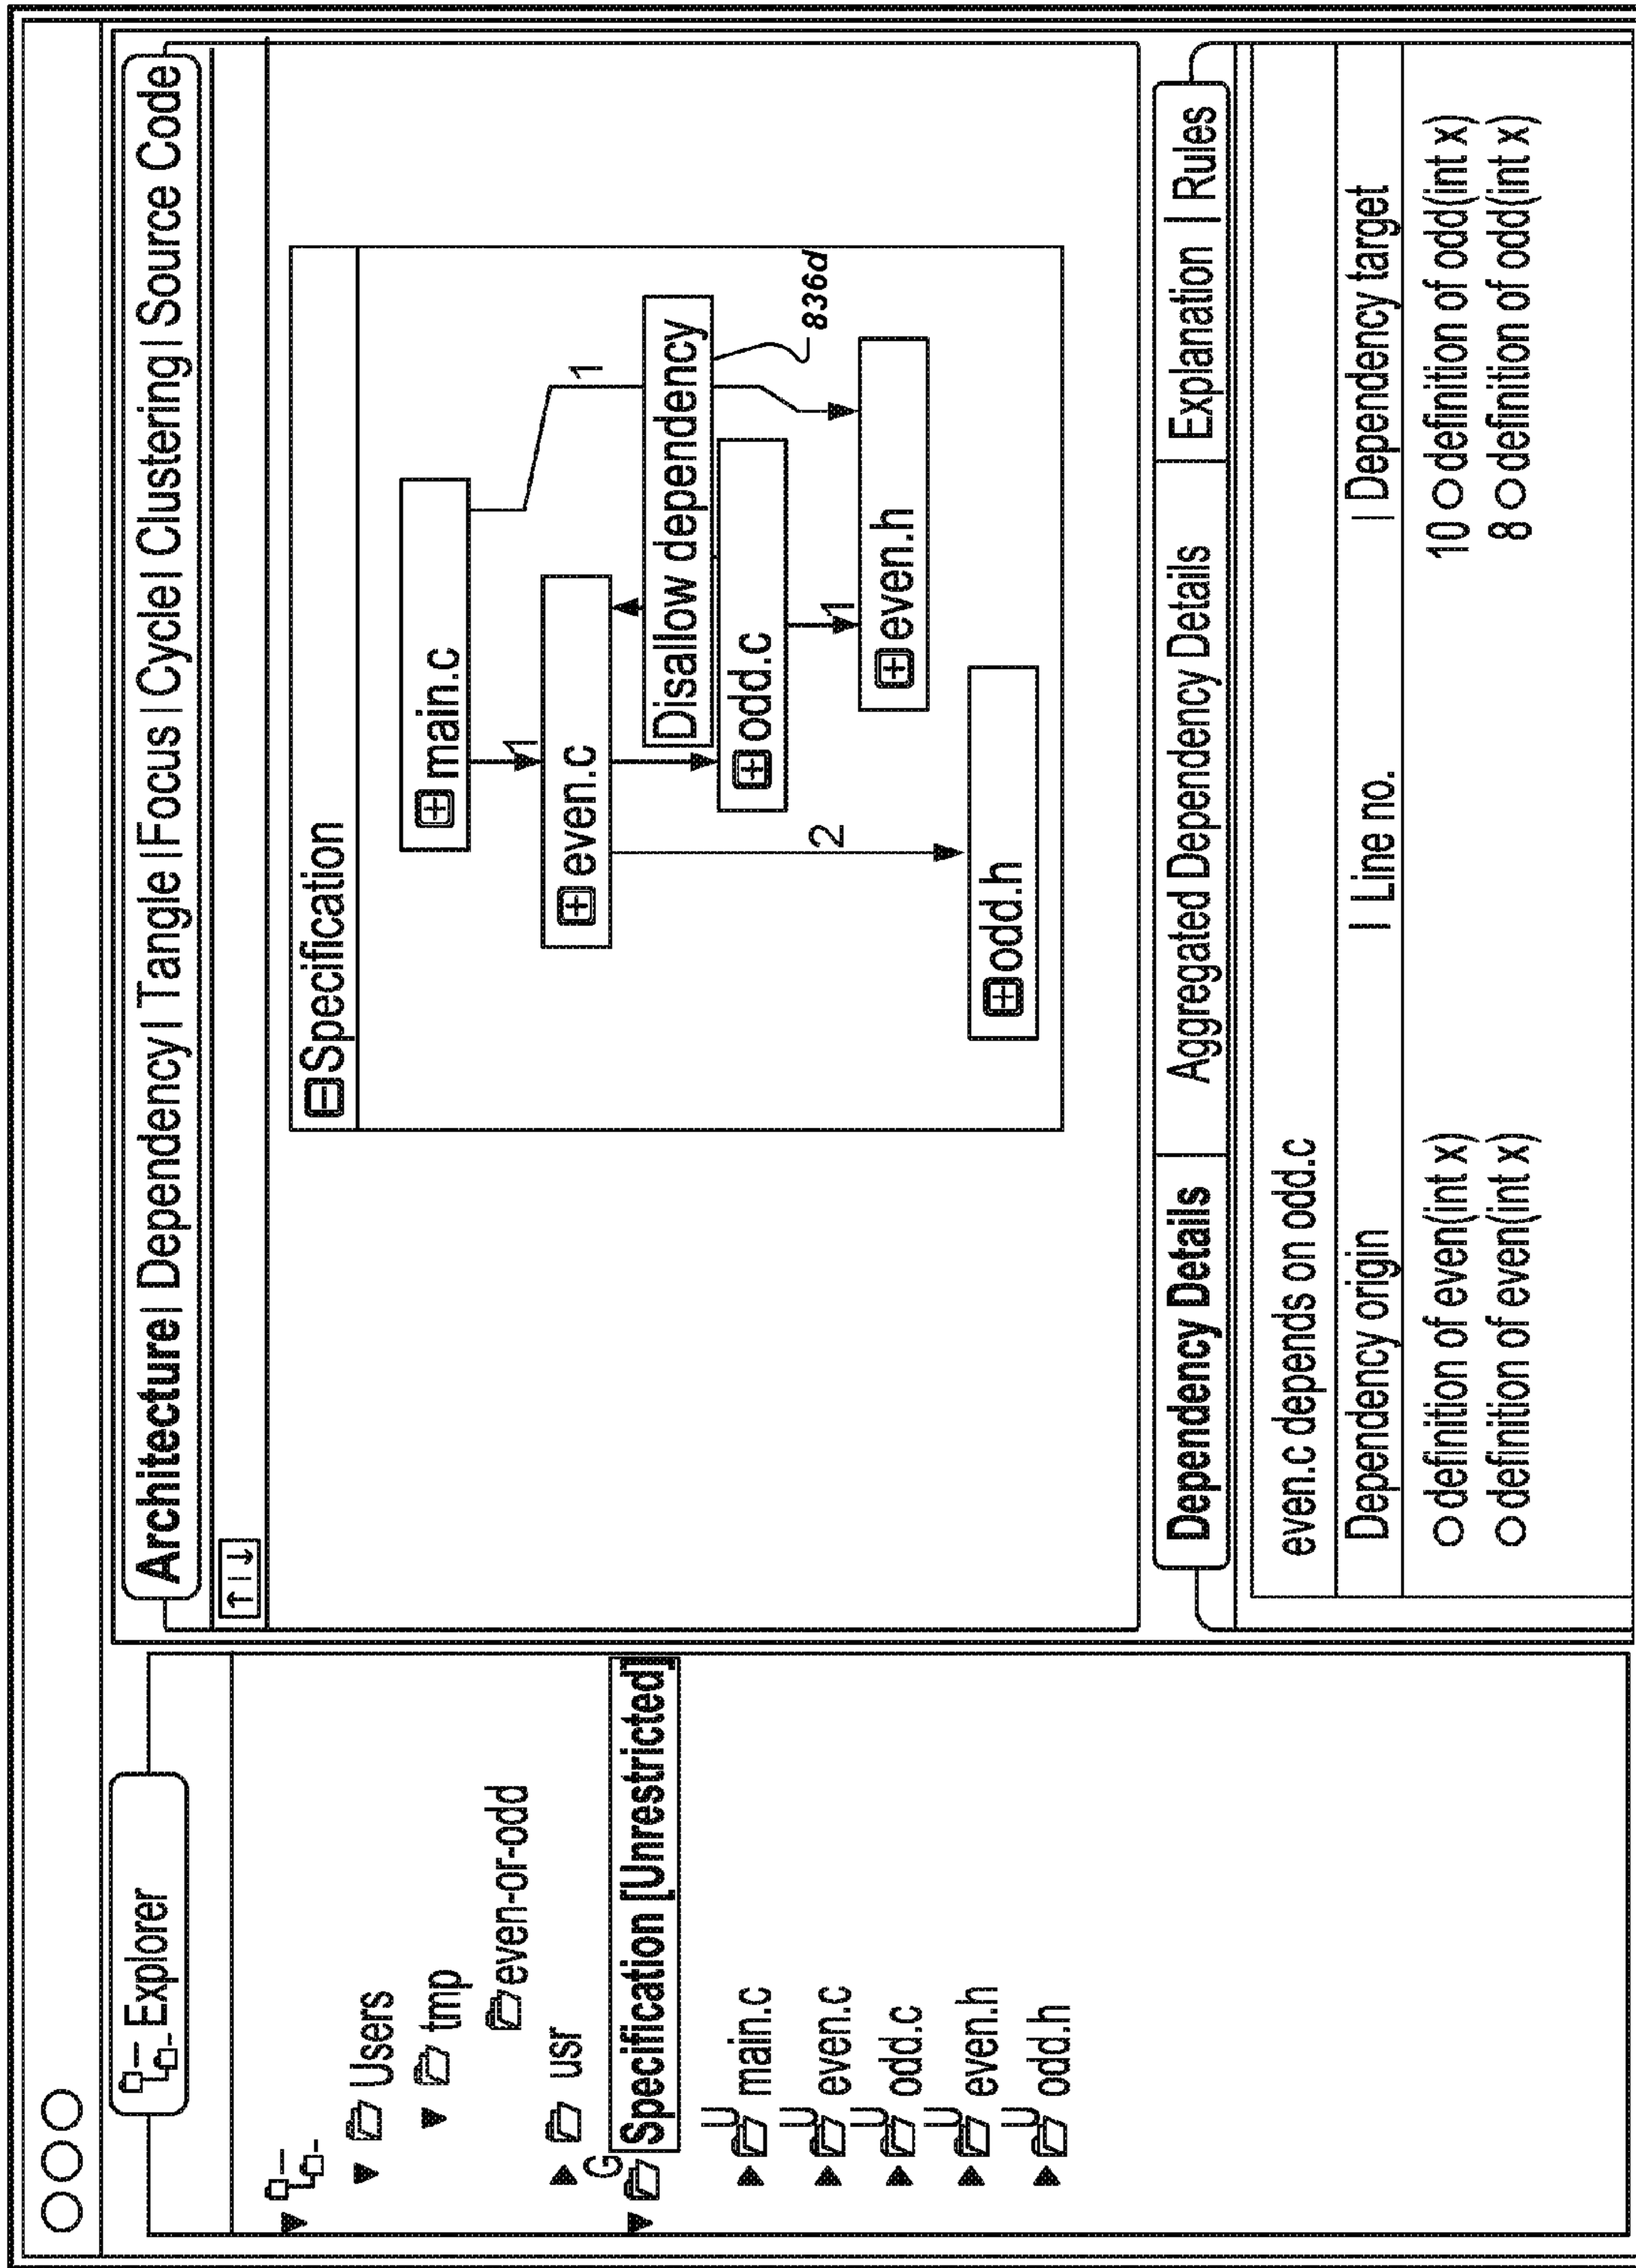 Explorer
Users
tmp
even-or-odd
usr
G
Specification [Unrestricted]
U
main.c
U
even.c
U
odd.c
U
even.h
U
odd.h
Architecture | Dependency | Tangle | Focus | Cycle | Clustering | Source Code
↑ | ↓
Specification
main.c
1
1
even.c
Disallow dependency
836d
odd.c
2
1
even.h
odd.h
Dependency Details Aggregated Dependency Details Explanation | Rules
even.c depends on odd.c
Dependency origin | Line no. | Dependency target
definition of even(int x) 10 definition of odd(int x)
definition of even(int x) 8 definition of odd(int x)